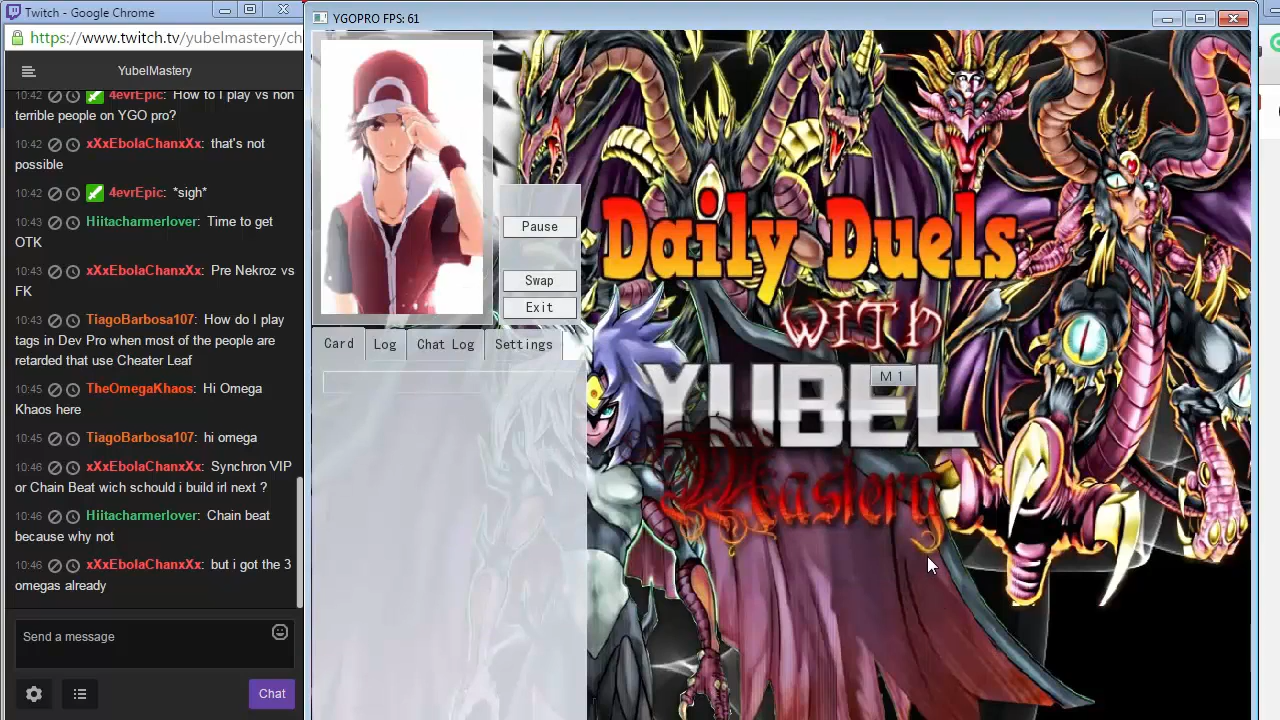 Twitch - Google Chrome
https://www.twitch.tv/yubelmastery/ch
YubelMastery
10:42 4evrEpic: How to I play vs non
terrible people on YGO pro?
10:42 xXxEbolaChanxXx: that's not
possible
10:42 4evrEpic: *sigh*
10:43 Hiitacharmerlover: Time to get
OTK
10:43 xXxEbolaChanxXx: Pre Nekroz vs
FK
10:43 TiagoBarbosa107: How do I play
tags in Dev Pro when most of the people are
retarded that use Cheater Leaf
10:45 TheOmegaKhaos: Hi Omega
Khaos here
10:45 TiagoBarbosa107: hi omega
10:46 xXxEbolaChanxXx: Synchron VIP
or Chain Beat wich schould i build irl next ?
10:46 Hiitacharmerlover: Chain beat
because why not
10:46 xXxEbolaChanxXx: but i got the 3
omegas already
Send a message
Chat
YGOPRO FPS: 61
Pause
Swap
Exit
Card Log Chat Log Settings
Daily Duels
WITH
YUBEL
M 1
Mastery